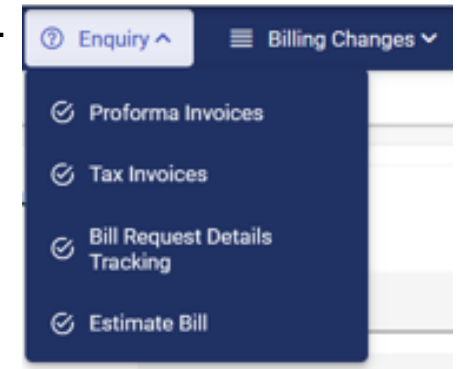 Enquiry
Billing Changes
Proforma Invoices
Tax Invoices
Bill Request Details
Tracking
Estimate Bill